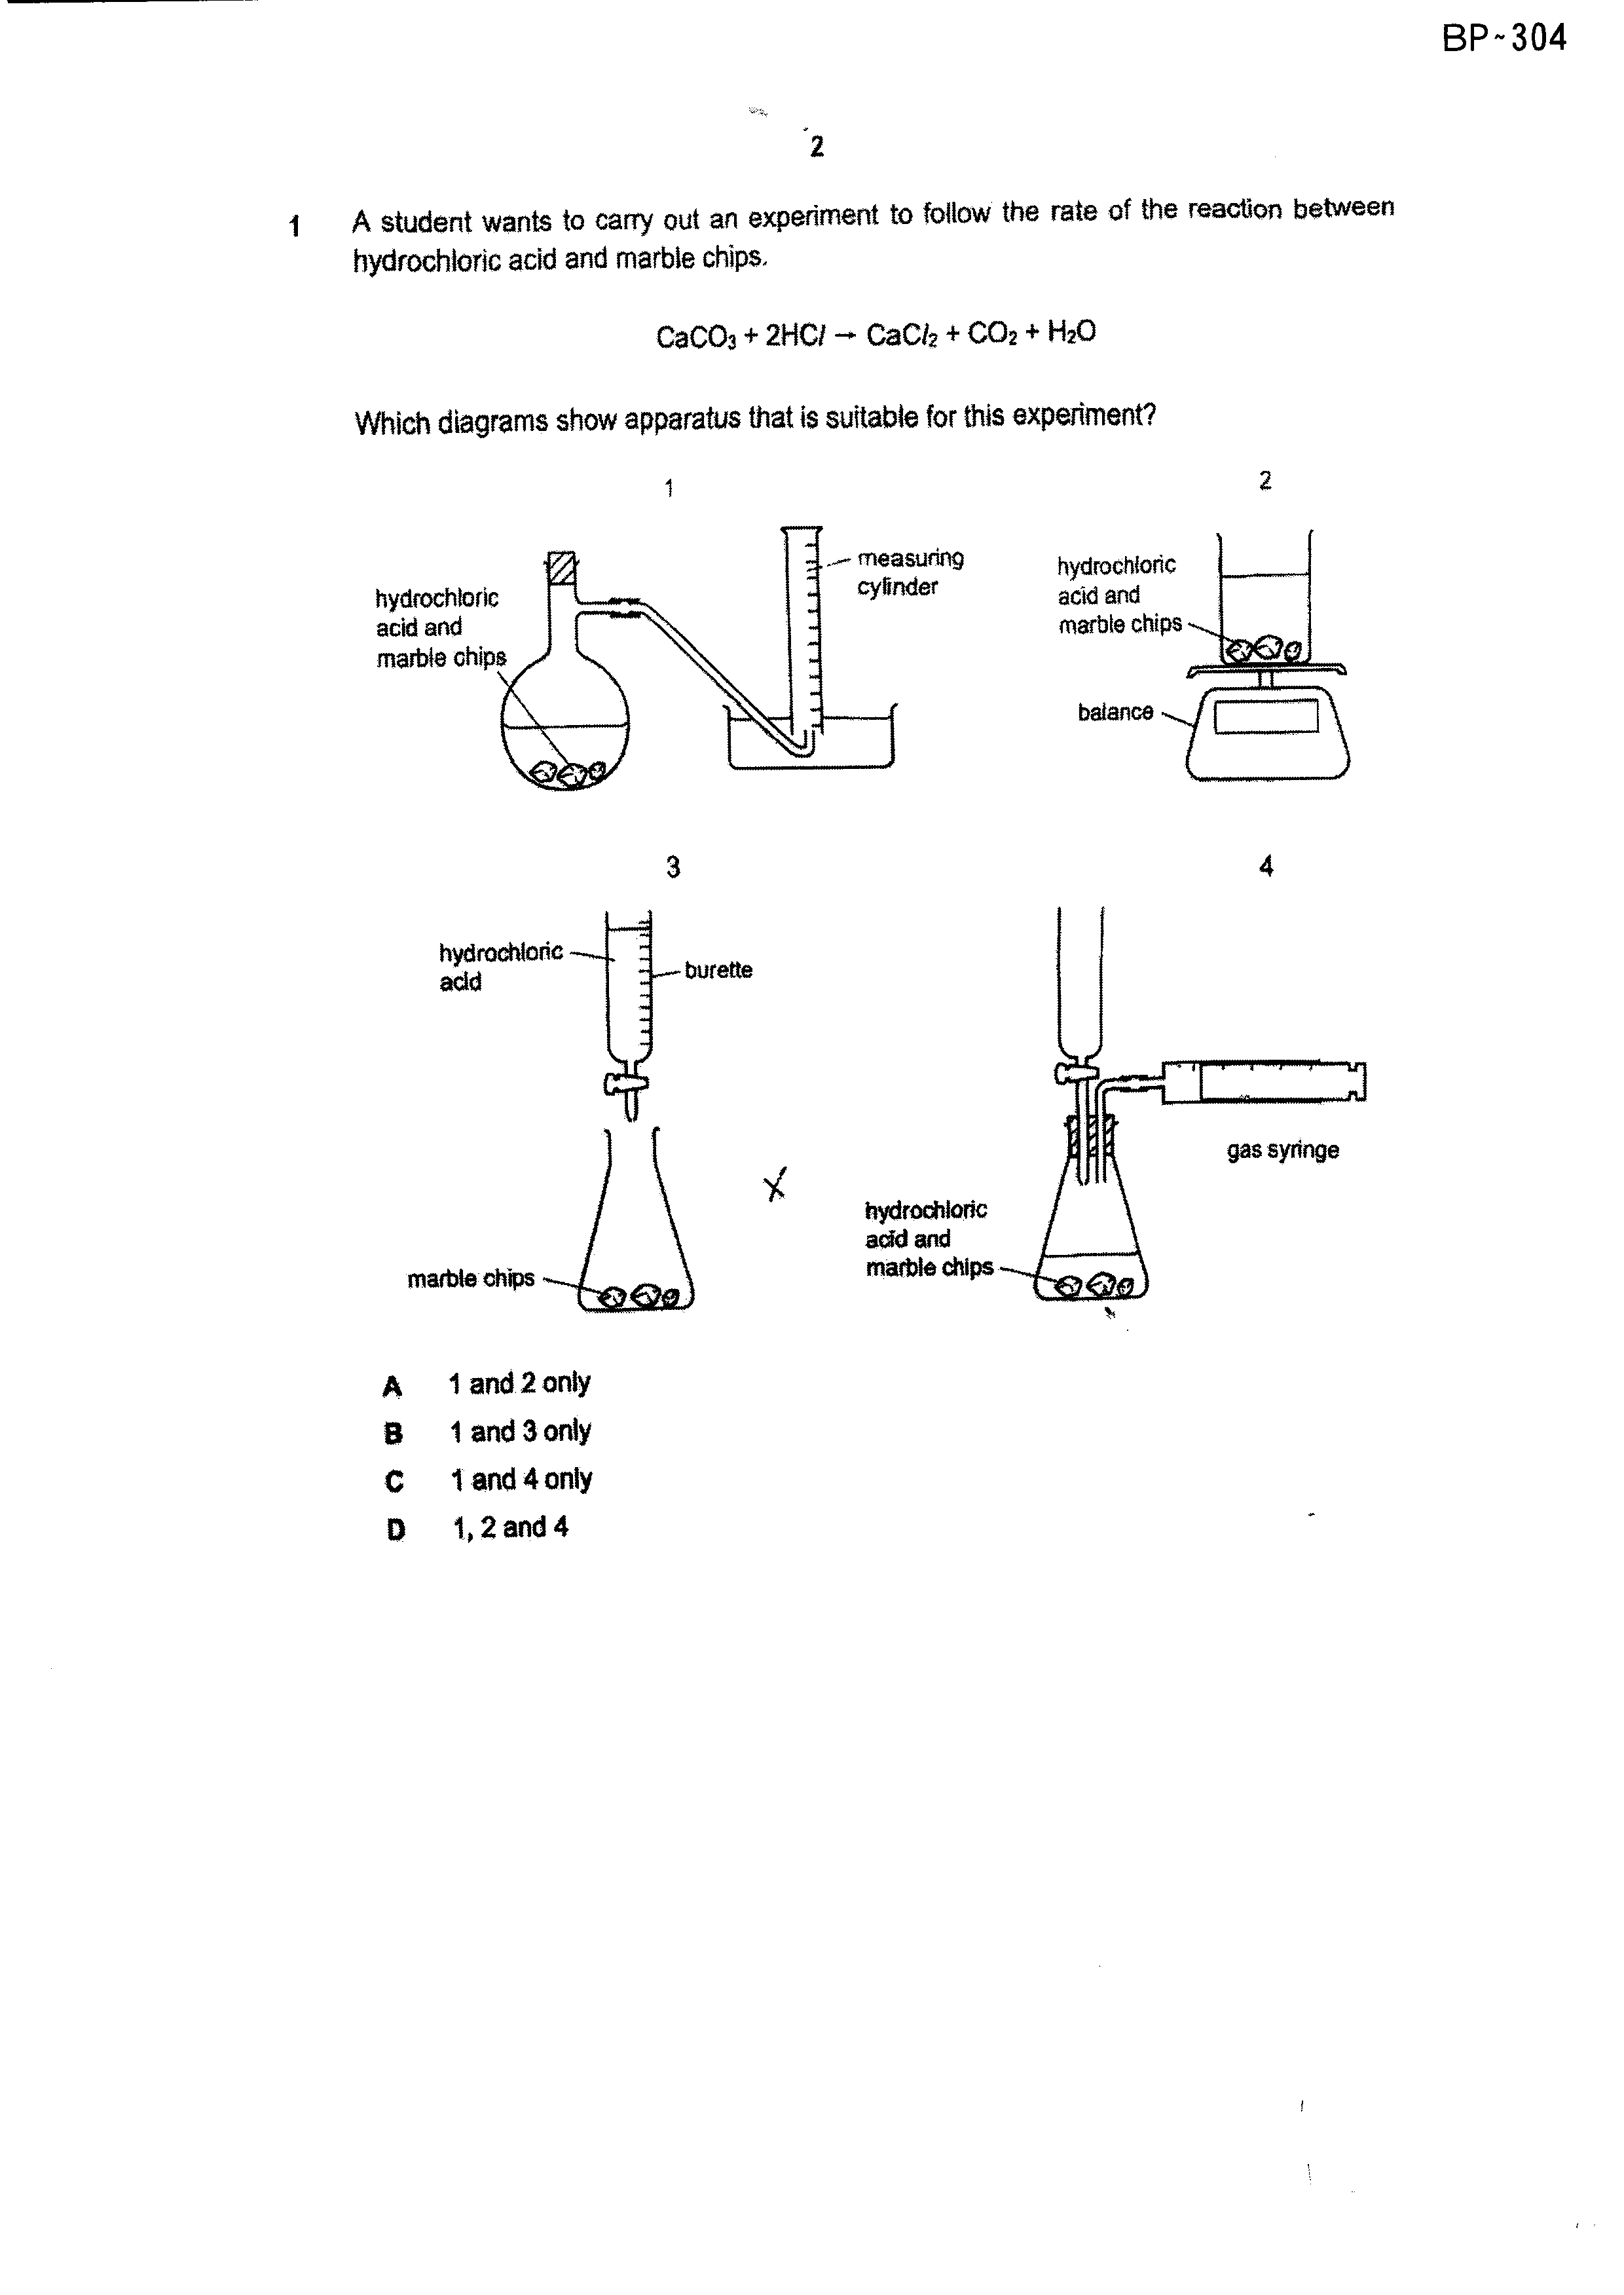 BP~304
2
1 A student wants to carry out an experiment to follow the rate of the reaction between
hydrochloric acid and marble chips.
CaCO₃ + 2HCl → CaCl₂ + CO₂ + H₂O
Which diagrams show apparatus that is suitable for this experiment?
1
hydrochloric
acid and
marble chips
measuring
cylinder
2
hydrochloric
acid and
marble chips
balance
3
hydrochloric
acid
burette
marble chips
X
4
gas syringe
hydrochloric
acid and
marble chips
A 1 and 2 only
B 1 and 3 only
C 1 and 4 only
D 1, 2 and 4